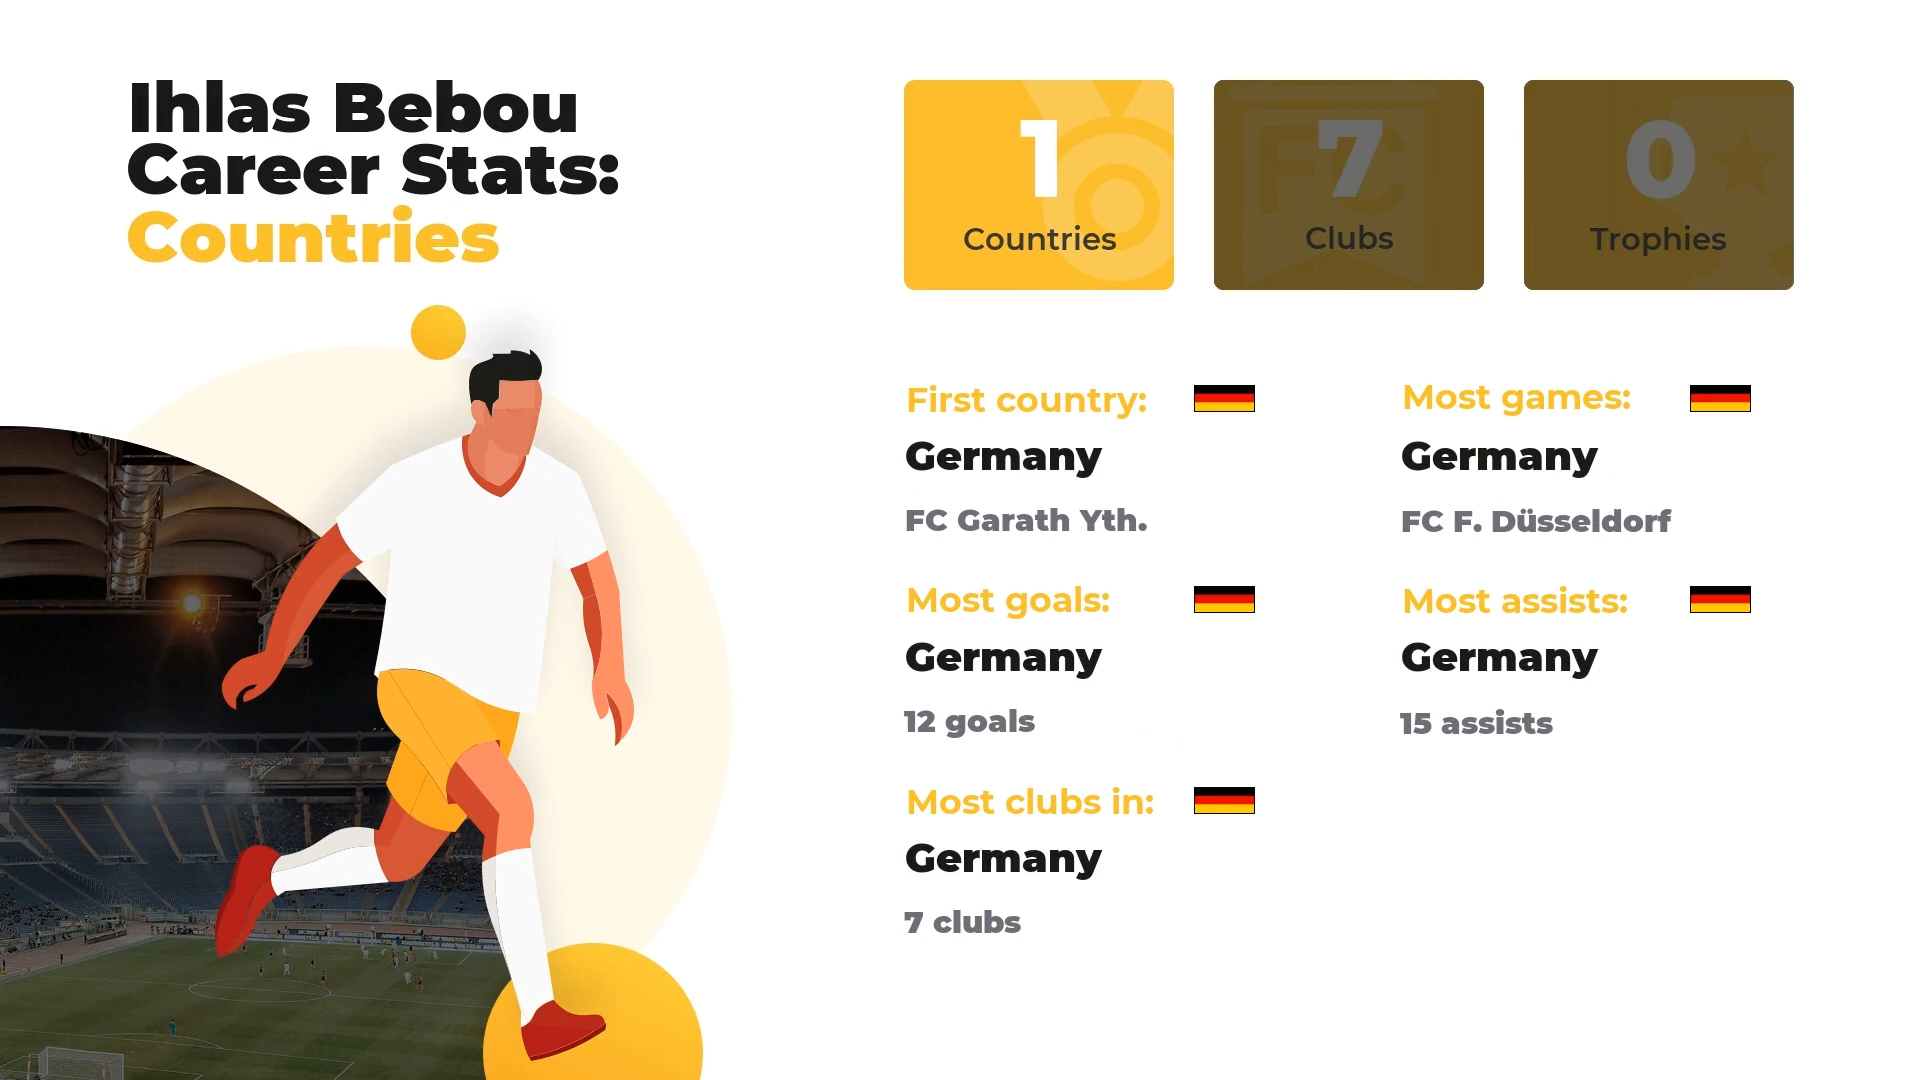 Ihlas Bebou
Career Stats:
Countries
1
Countries
FC
7
Clubs
0
Trophies
First country:
Germany
FC Garath Yth.
Most games:
Germany
FC F. Düsseldorf
Most goals:
Germany
12 goals
Most assists:
Germany
15 assists
Most clubs in:
Germany
7 clubs